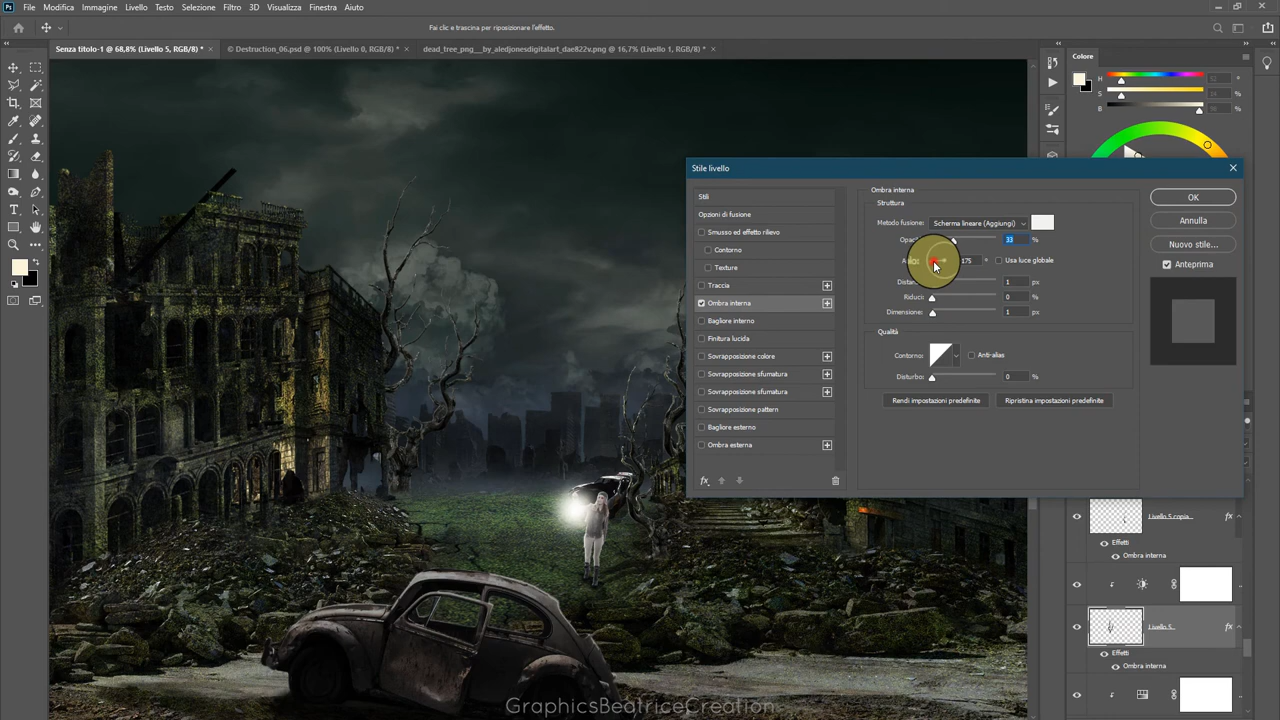 File Modifica Immagine Livello Testo Selezione Filtro 3D Visualizza Finestra Aiuto
Fai clic e trascina per riposizionare l'effetto.
Senza titolo-1 @ 68,8% (Livello 5, RGB/8) * × © Destruction_06.psd @ 100% (Livello 0, RGB/8) * × dead_tree_png__by_aledjonesdigitalart_dae822v.png @ 16,7% (Livello 1, RGB/8) * ×
Colore
H 52 °
S 24 %
B %
Stile livello
Stili
Opzioni di fusione
Smusso ed effetto rilievo
Contorno
Texture
Traccia
Ombra interna
Bagliore interno
Finitura lucida
Sovrapposizione colore
Sovrapposizione sfumatura
Sovrapposizione sfumatura
Sovrapposizione pattern
Bagliore esterno
Ombra esterna
fx
Ombra interna
Struttura
Metodo fusione: Scherma lineare (Aggiungi)
33 %
175 ° Usa luce globale
1 px
Riduci: 0 %
Dimensione: 1 px
Qualità
Contorno: Anti-alias
Disturbo: 0 %
Rendi impostazioni predefinite Ripristina impostazioni predefinite
OK
Annulla
Nuovo stile...
Anteprima
Livello 5 copia... fx
Effetti
Ombra interna
Livello 5... fx
Effetti
Ombra interna
GraphicsBeatriceCreation